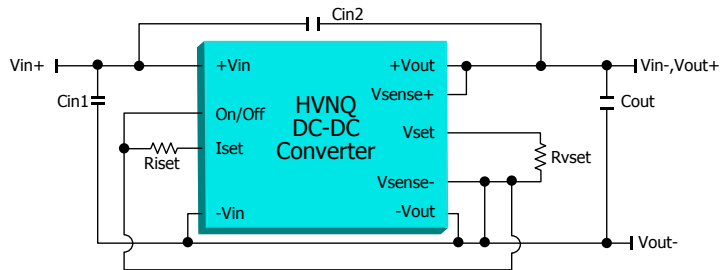 Cin2
Vin+
+Vin
+Vout
Vin-,Vout+
Cin1
Vsense+
Cout
HVNQ
DC-DC
Converter
On/Off
Vset
Iset
Riset
Rvset
Vsense-
-Vin
-Vout
Vout-